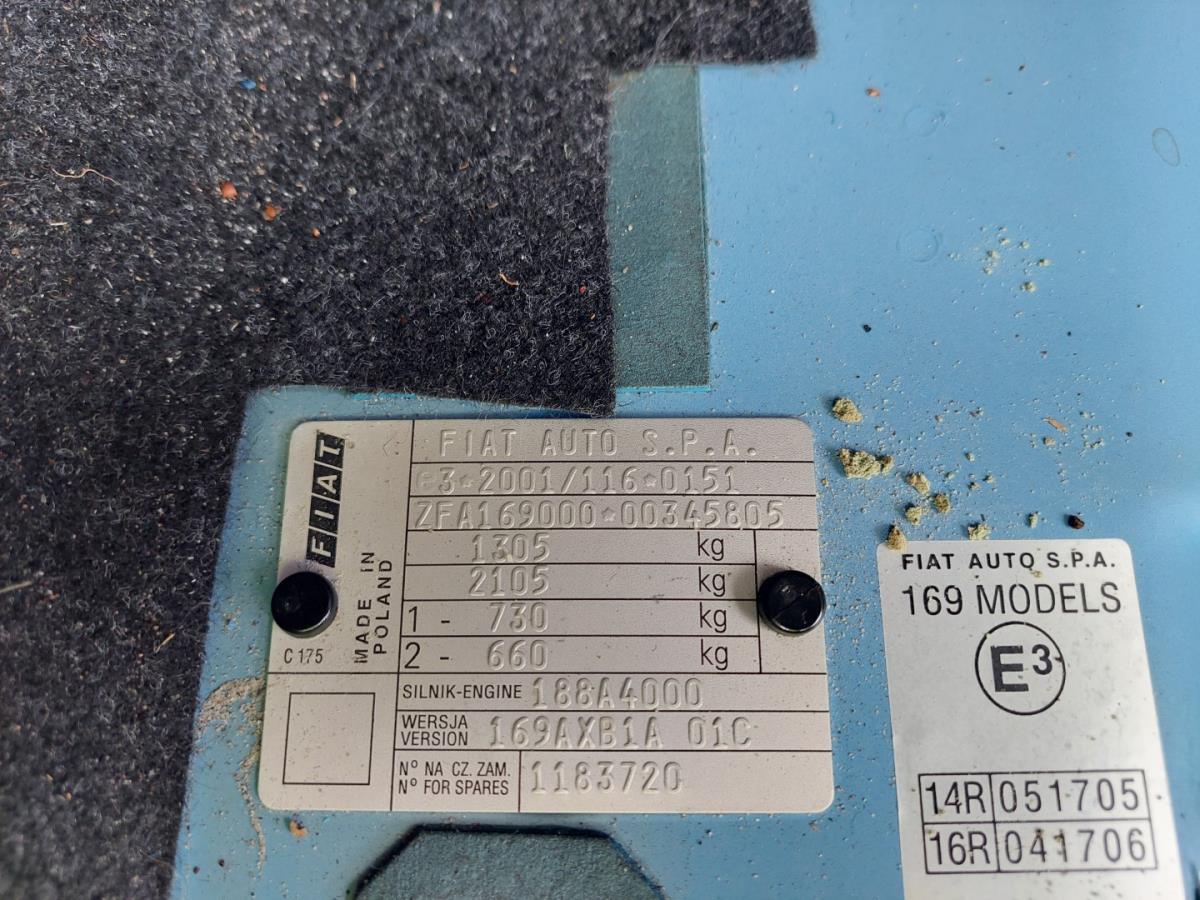 FIAT
MADE IN
POLAND
C 175
FIAT AUTO S.P.A.
e3*2001/116*0151
ZFA169000*00345805
1305 kg
2105 kg
1 - 730 kg
2 - 660 kg
SILNIK-ENGINE 188A4000
WERSJA
VERSION 169AXB1A 01C
Nº NA CZ. ZAM.
Nº FOR SPARES 1183720
FIAT AUTO S.P.A.
169 MODELS
E3
14R 051705
16R 041706